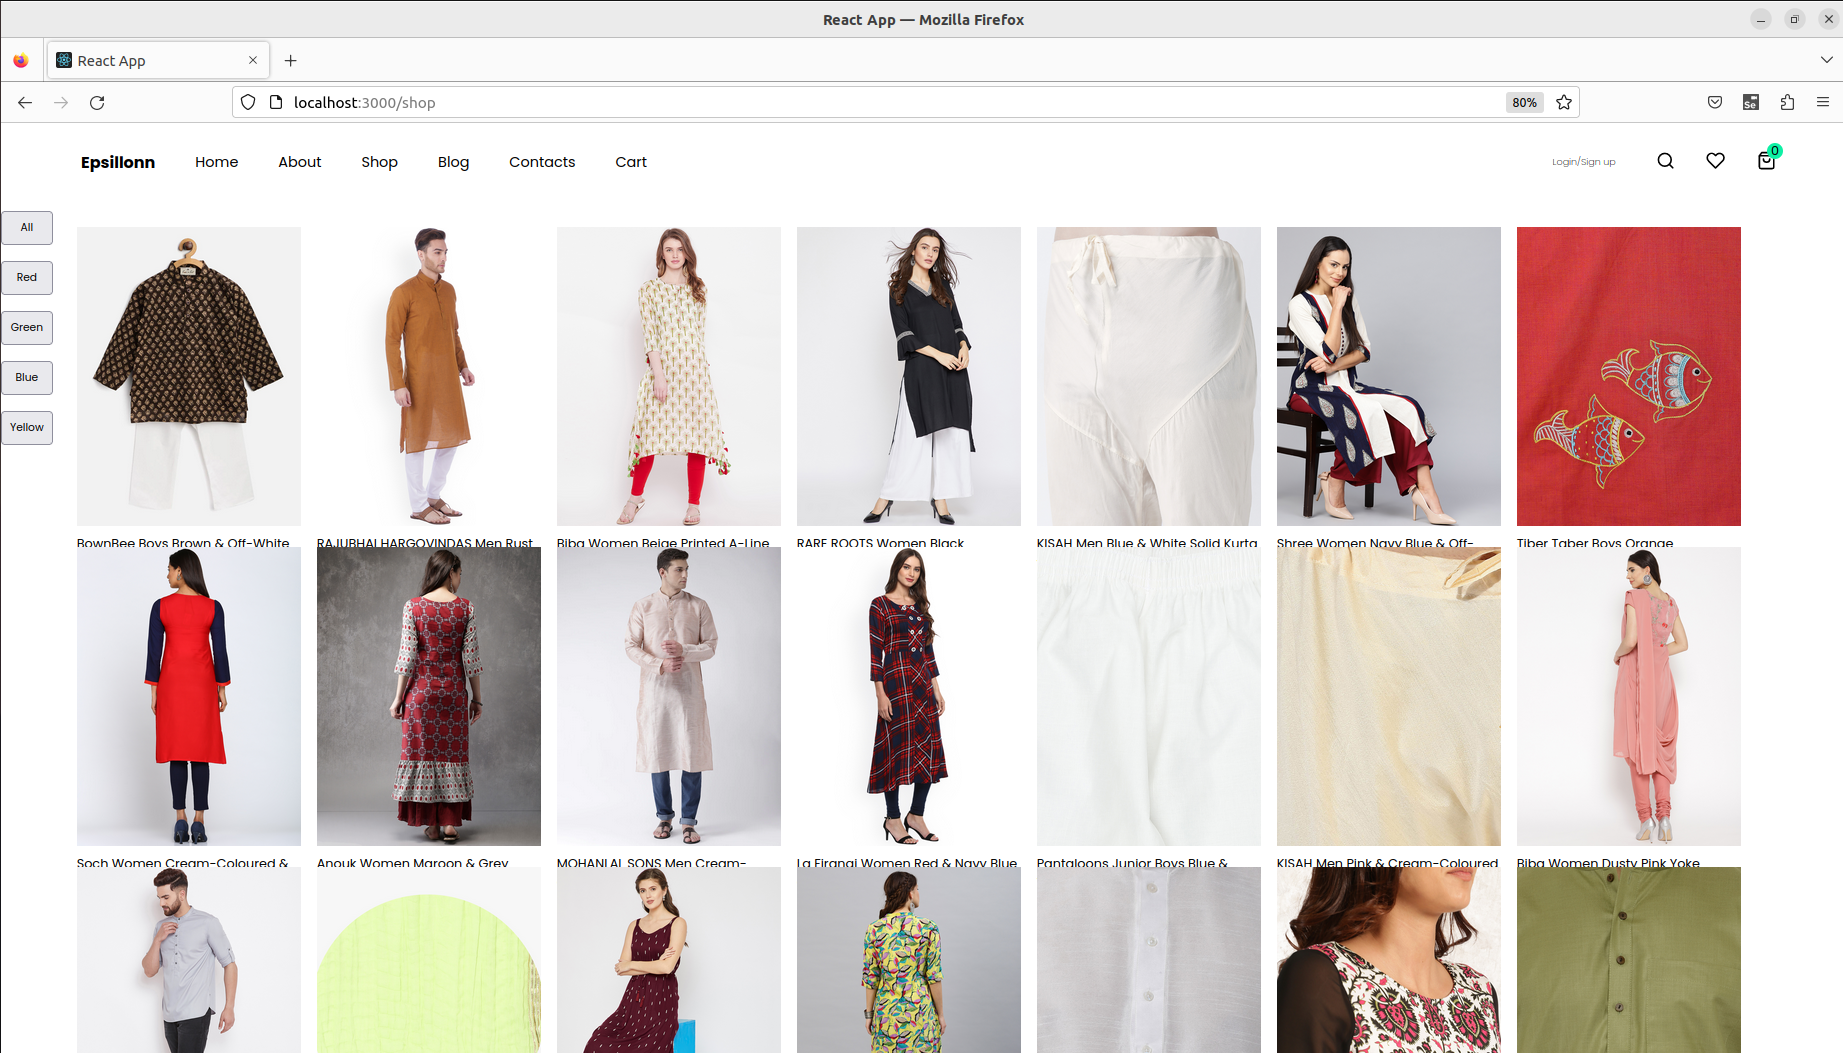 React App — Mozilla Firefox
React App
localhost:3000/shop
80%
Se
Epsillonn
Home
About
Shop
Blog
Contacts
Cart
Login/Sign up
0
All
Red
Green
Blue
Yellow
BownBee Boys Brown & Off-White
RAJUBHAI HARGOVINDAS Men Rust
Biba Women Beige Printed A-Line
RARE ROOTS Women Black
KISAH Men Blue & White Solid Kurta
Shree Women Navy Blue & Off-
Tiber Taber Boys Orange
Soch Women Cream-Coloured &
Anouk Women Maroon & Grey
MOHANLAL SONS Men Cream-
La Firangi Women Red & Navy Blue
Pantaloons Junior Boys Blue &
KISAH Men Pink & Cream-Coloured
Biba Women Dusty Pink Yoke